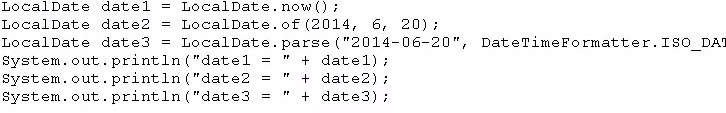 LocalDate date1 = LocalDate.now();
LocalDate date2 = LocalDate.of(2014, 6, 20);
LocalDate date3 = LocalDate.parse("2014-06-20", DateTimeFormatter.ISO_DAT
System.out.println("date1 = " + date1);
System.out.println("date2 = " + date2);
System.out.println("date3 = " + date3);